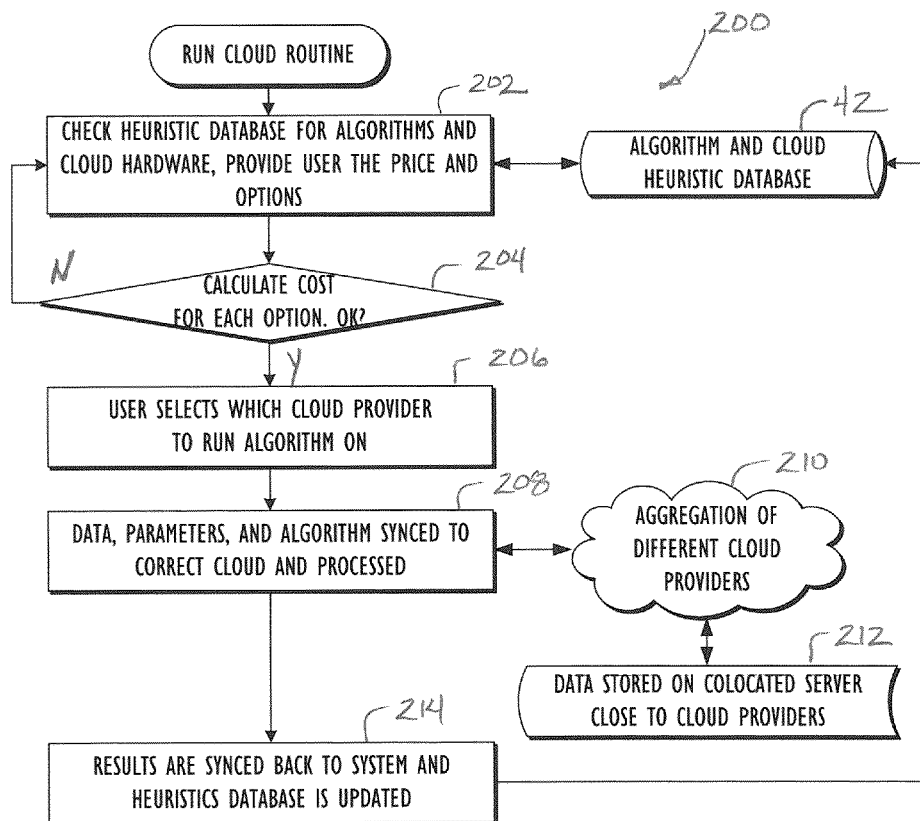 RUN CLOUD ROUTINE
200
202
CHECK HEURISTIC DATABASE FOR ALGORITHMS AND
CLOUD HARDWARE, PROVIDE USER THE PRICE AND
OPTIONS
42
ALGORITHM AND CLOUD
HEURISTIC DATABASE
N
204
CALCULATE COST
FOR EACH OPTION. OK?
Y
206
USER SELECTS WHICH CLOUD PROVIDER
TO RUN ALGORITHM ON
208
DATA, PARAMETERS, AND ALGORITHM SYNCED TO
CORRECT CLOUD AND PROCESSED
210
AGGREGATION OF
DIFFERENT CLOUD
PROVIDERS
212
DATA STORED ON COLOCATED SERVER
CLOSE TO CLOUD PROVIDERS
214
RESULTS ARE SYNCED BACK TO SYSTEM AND
HEURISTICS DATABASE IS UPDATED